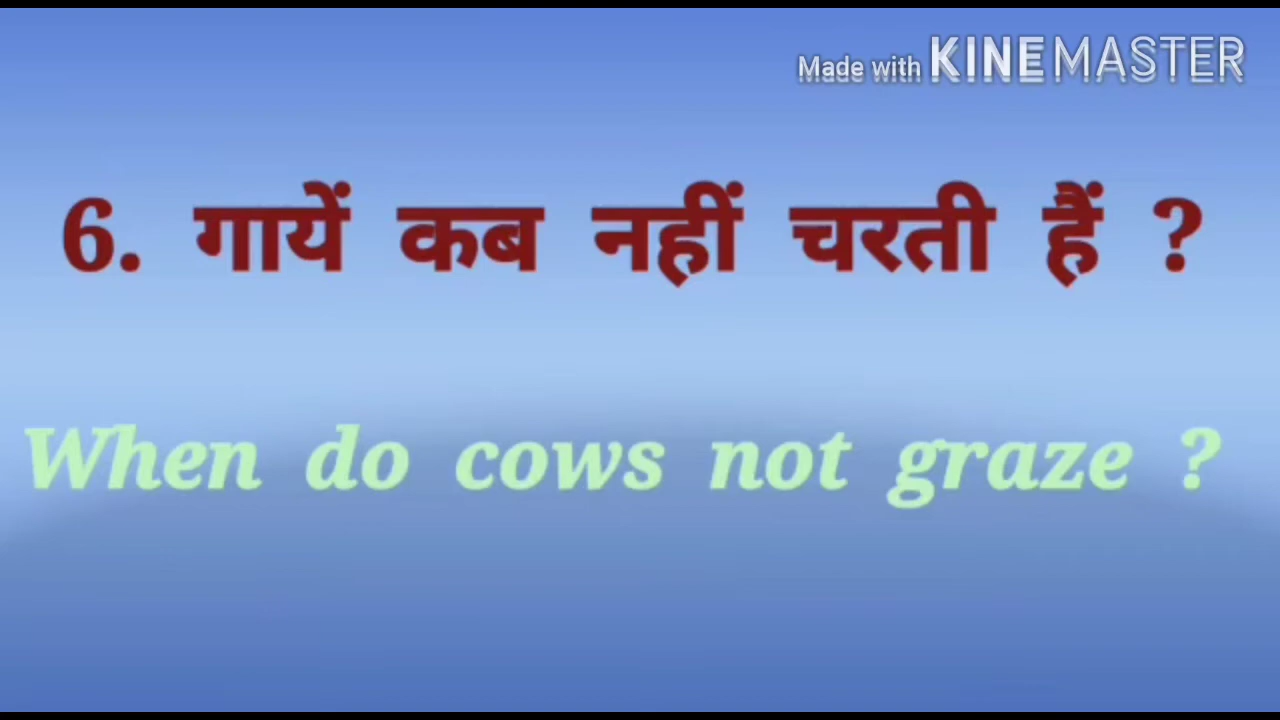 Made with KINEMASTER
6. गायें कब नहीं चरती हैं ?
When do cows not graze ?